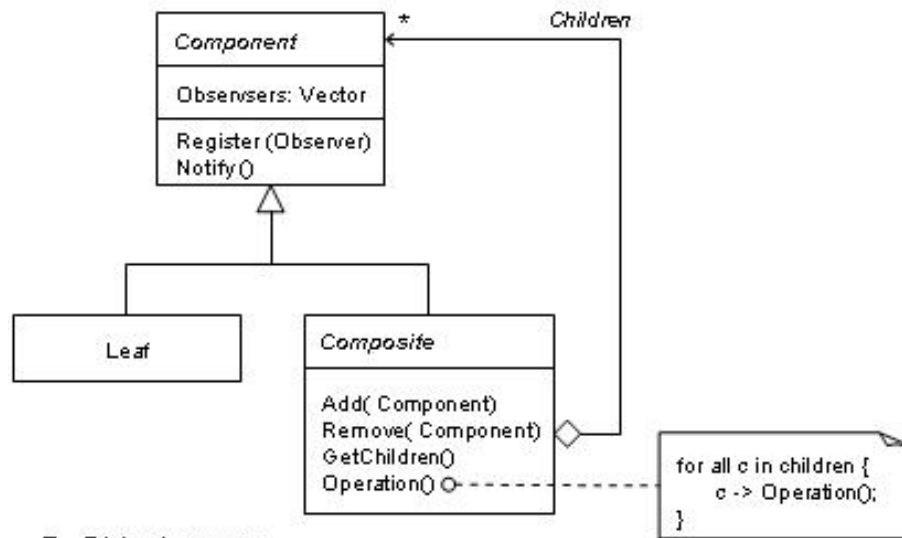 * Children
Component
Obsensers: Vector
Register (Observer)
Notify()
Leaf
Composite
Add( Component)
Remove( Component)
GetChildren()
Operation()
for all c in children {
c -> Operation();
}